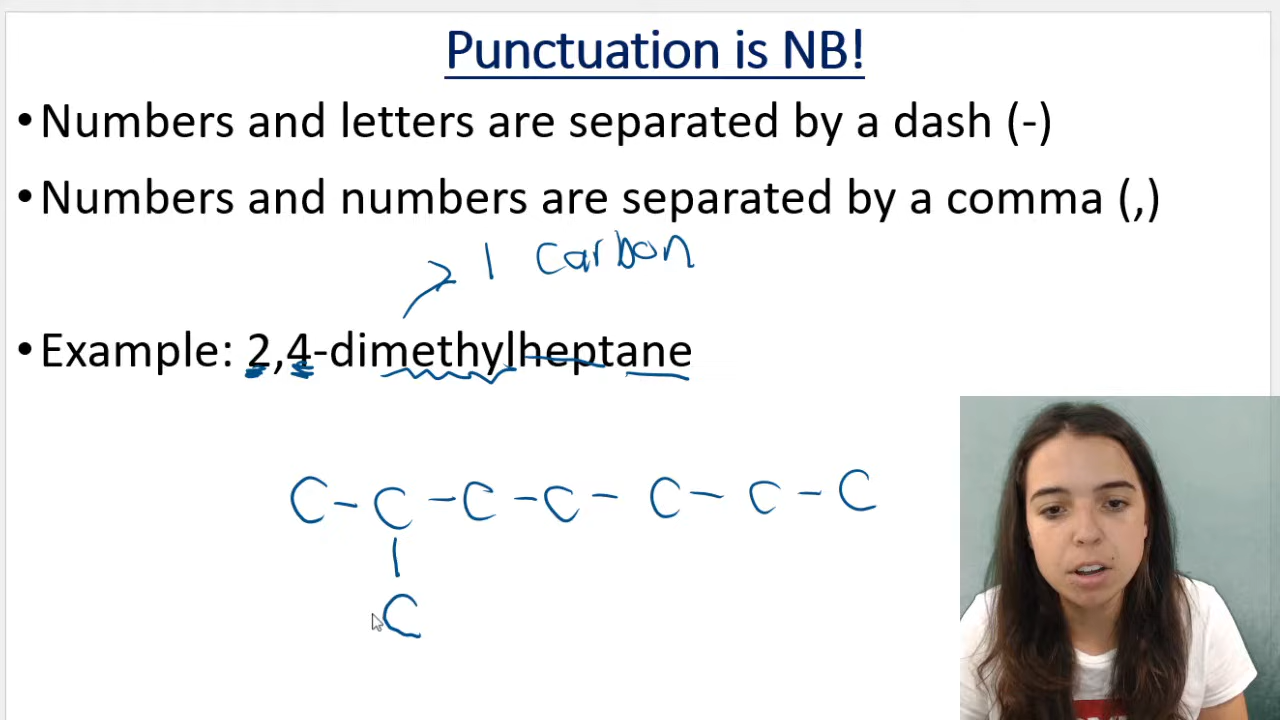 Punctuation is NB!
• Numbers and letters are separated by a dash (-)
• Numbers and numbers are separated by a comma (,)
1 carbon
• Example: 2,4-dimethylheptane
C - C - C - C - C - C - C
|
C